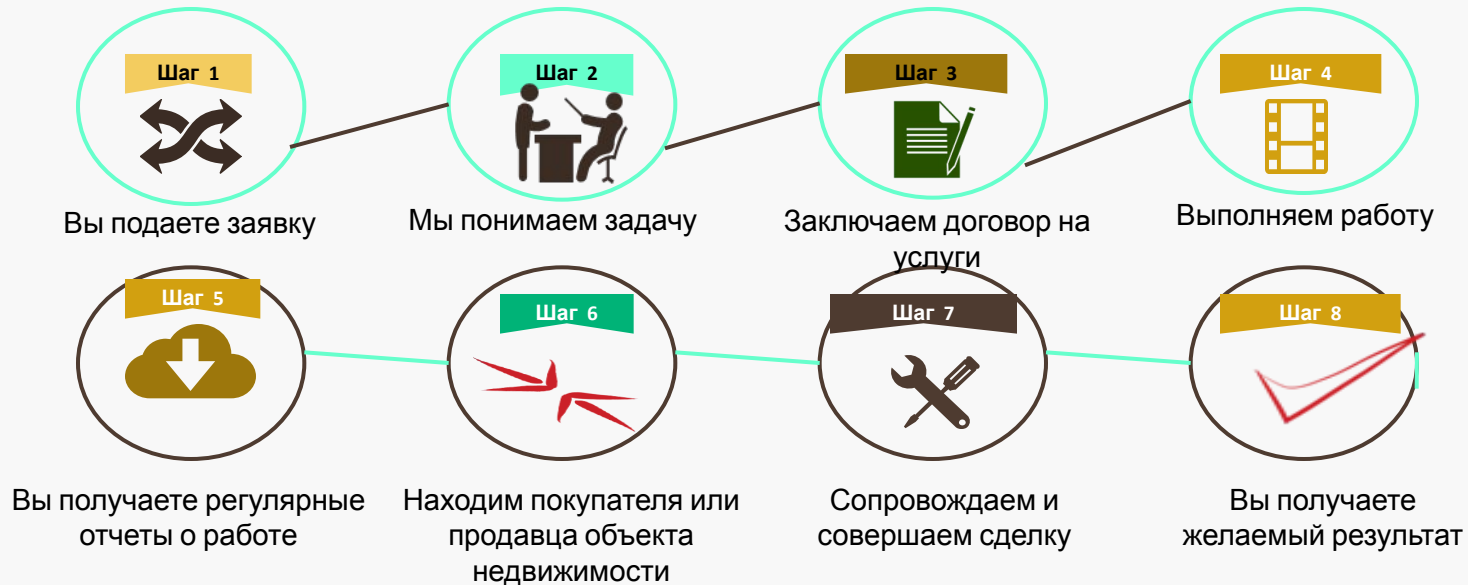 Шаг 1
Шаг 2
Шаг 3
Шаг 4
Вы подаете заявку
Мы понимаем задачу
Заключаем договор на
услуги
Выполняем работу
Шаг 5
Шаг 6
Шаг 7
Шаг 8
Вы получаете регулярные
отчеты о работе
Находим покупателя или
продавца объекта
недвижимости
Сопровождаем и
совершаем сделку
Вы получаете
желаемый результат